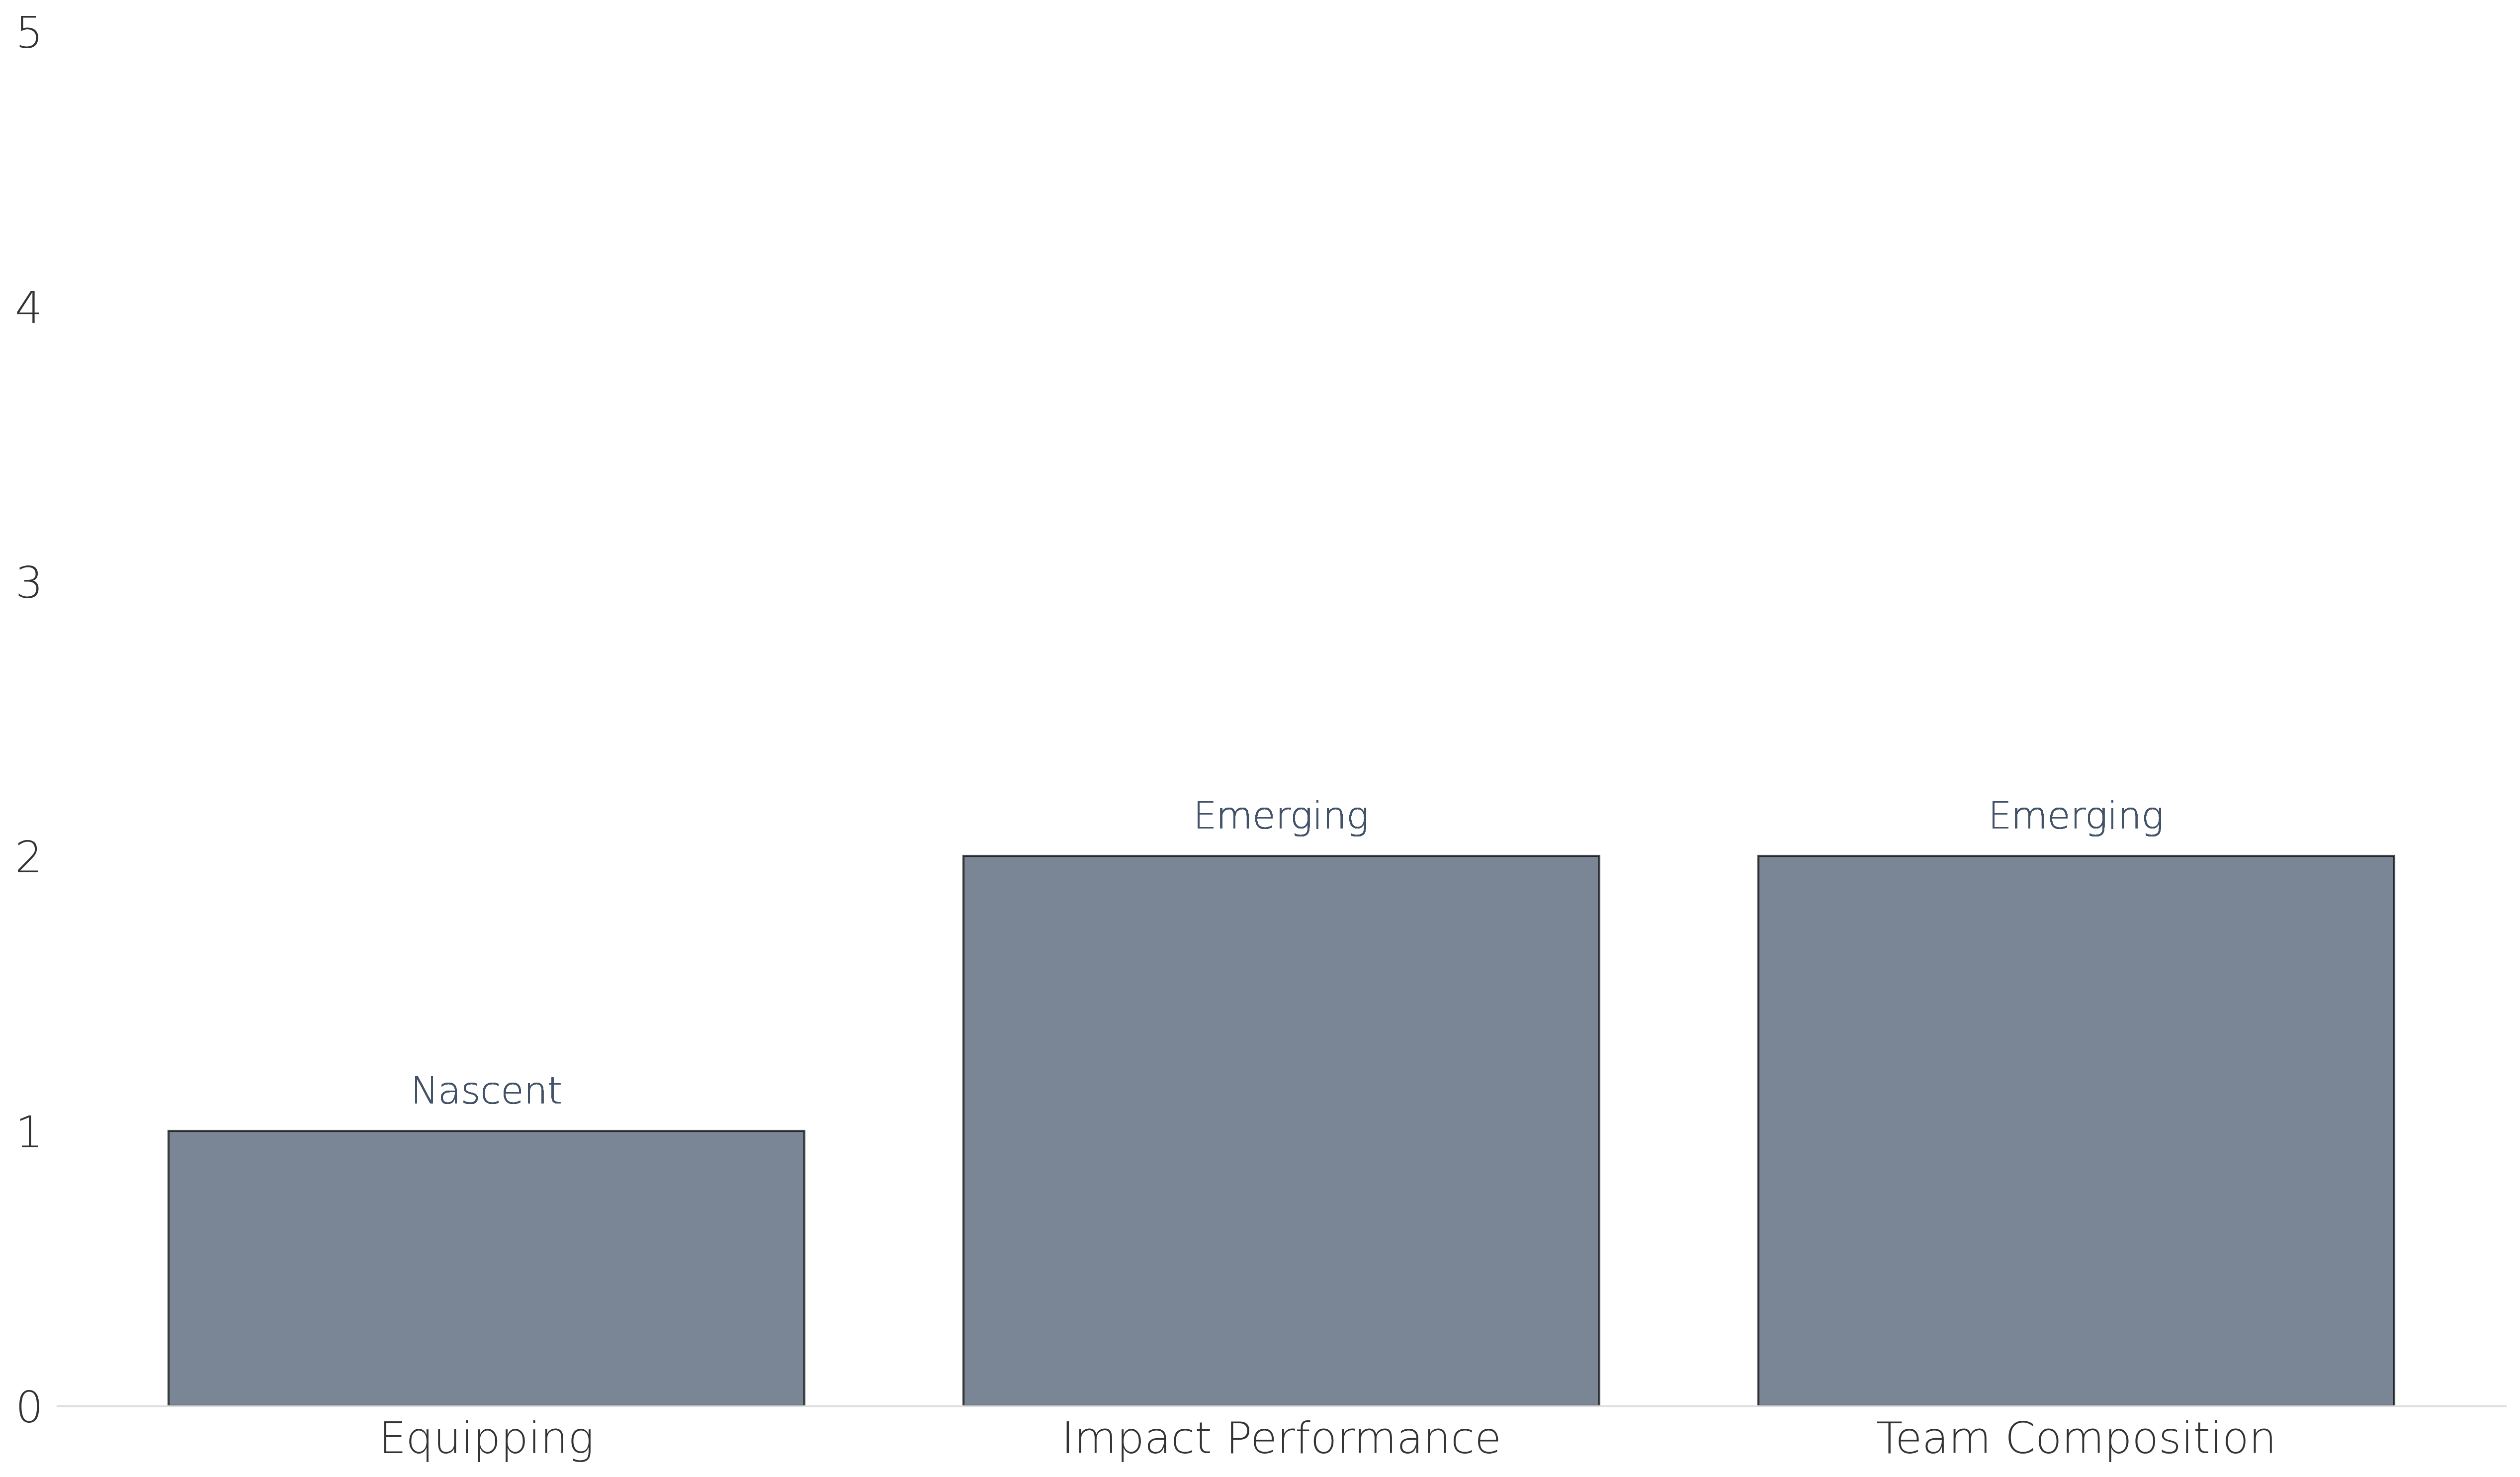 5
4
3
2
1
0
Emerging
Emerging
Nascent
Equipping
Impact Performance
Team Composition